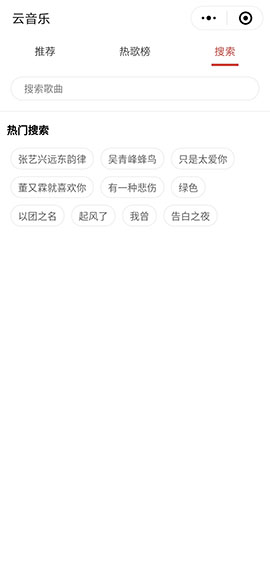 云音乐
推荐 热歌榜 搜索
搜索歌曲
热门搜索
张艺兴远东韵律 吴青峰蜂鸟 只是太爱你
董又霖就喜欢你 有一种悲伤 绿色
以团之名 起风了 我曾 告白之夜